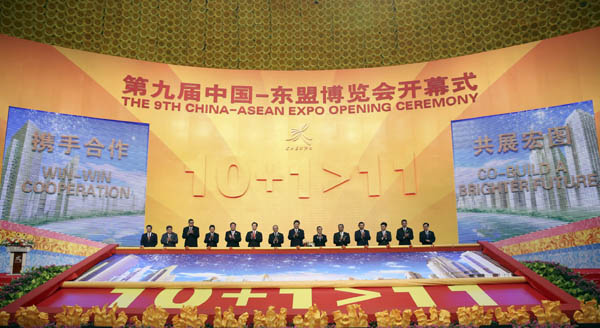 第九届中国-东盟博览会开幕式
THE 9TH CHINA-ASEAN EXPO OPENING CEREMONY
携手合作
WIN-WIN
COOPERATION
共展宏图
CO-BUILD A
BRIGHTER FUTURE
10+1>11
10+1>11